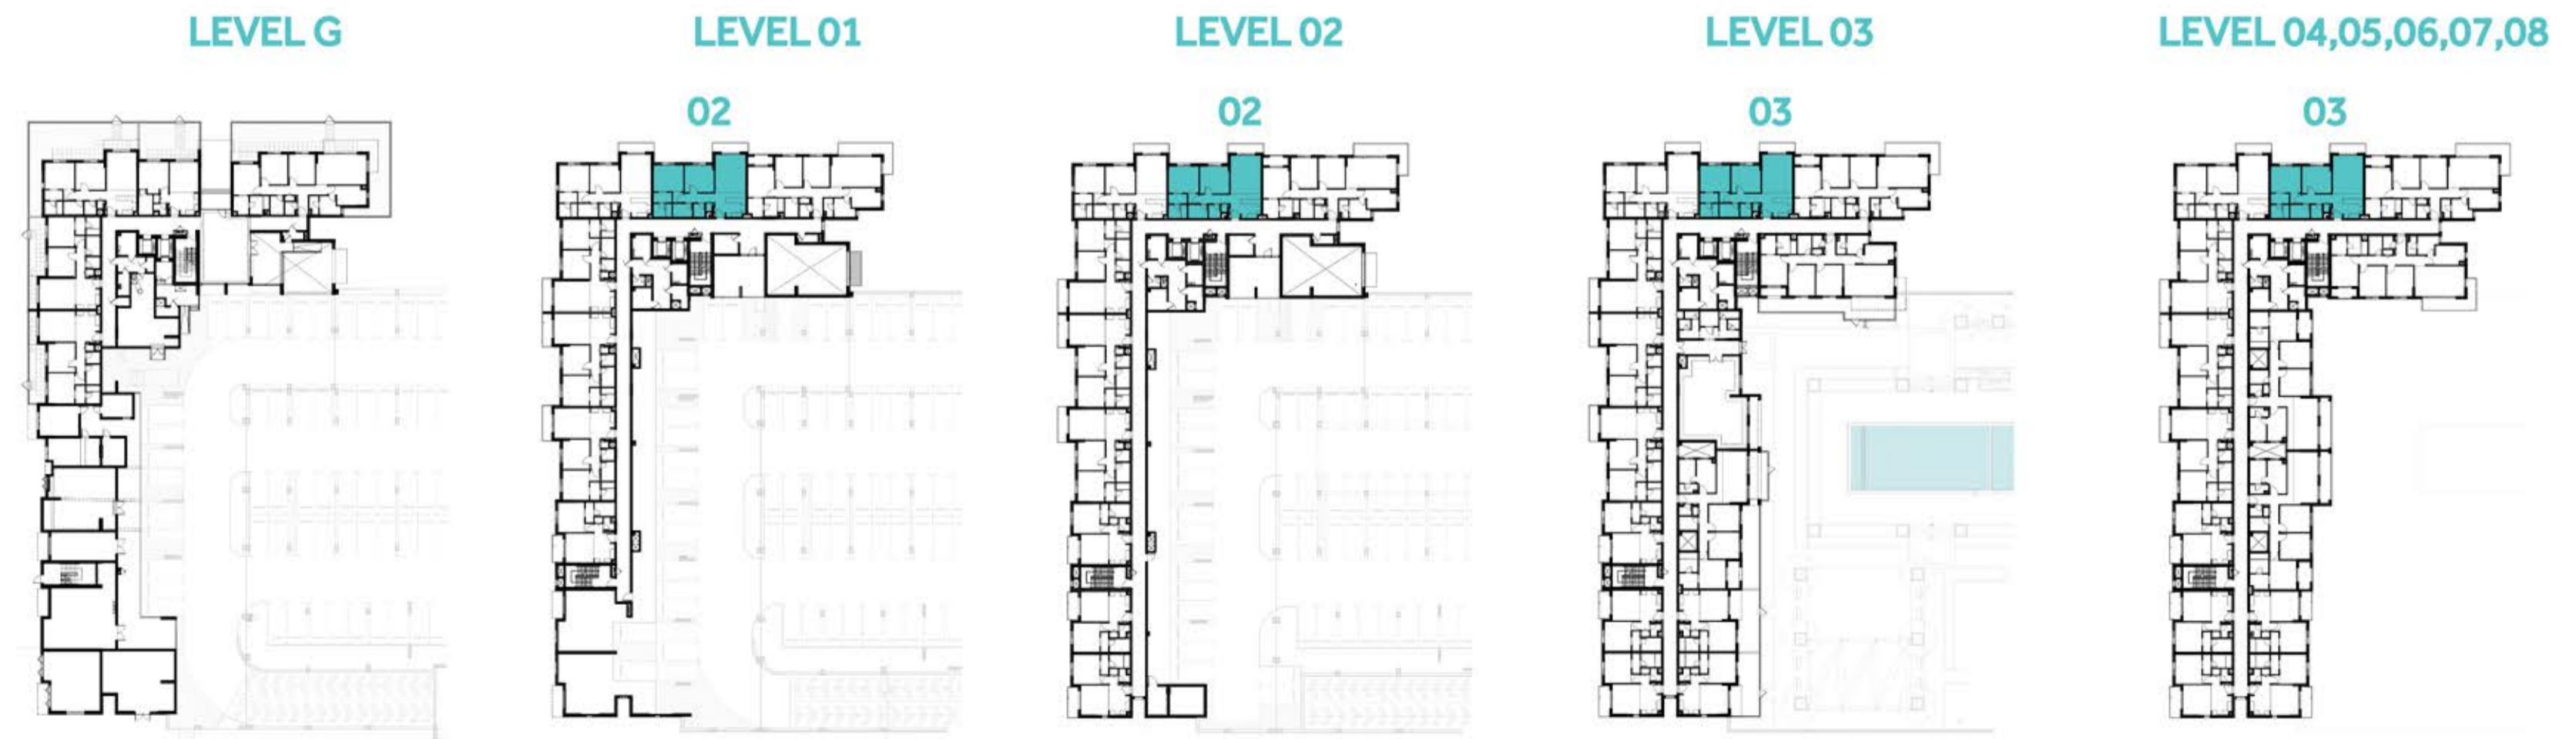 LEVEL G
LEVEL 01
LEVEL 02
LEVEL 03
LEVEL 04,05,06,07,08
02
02
03
03